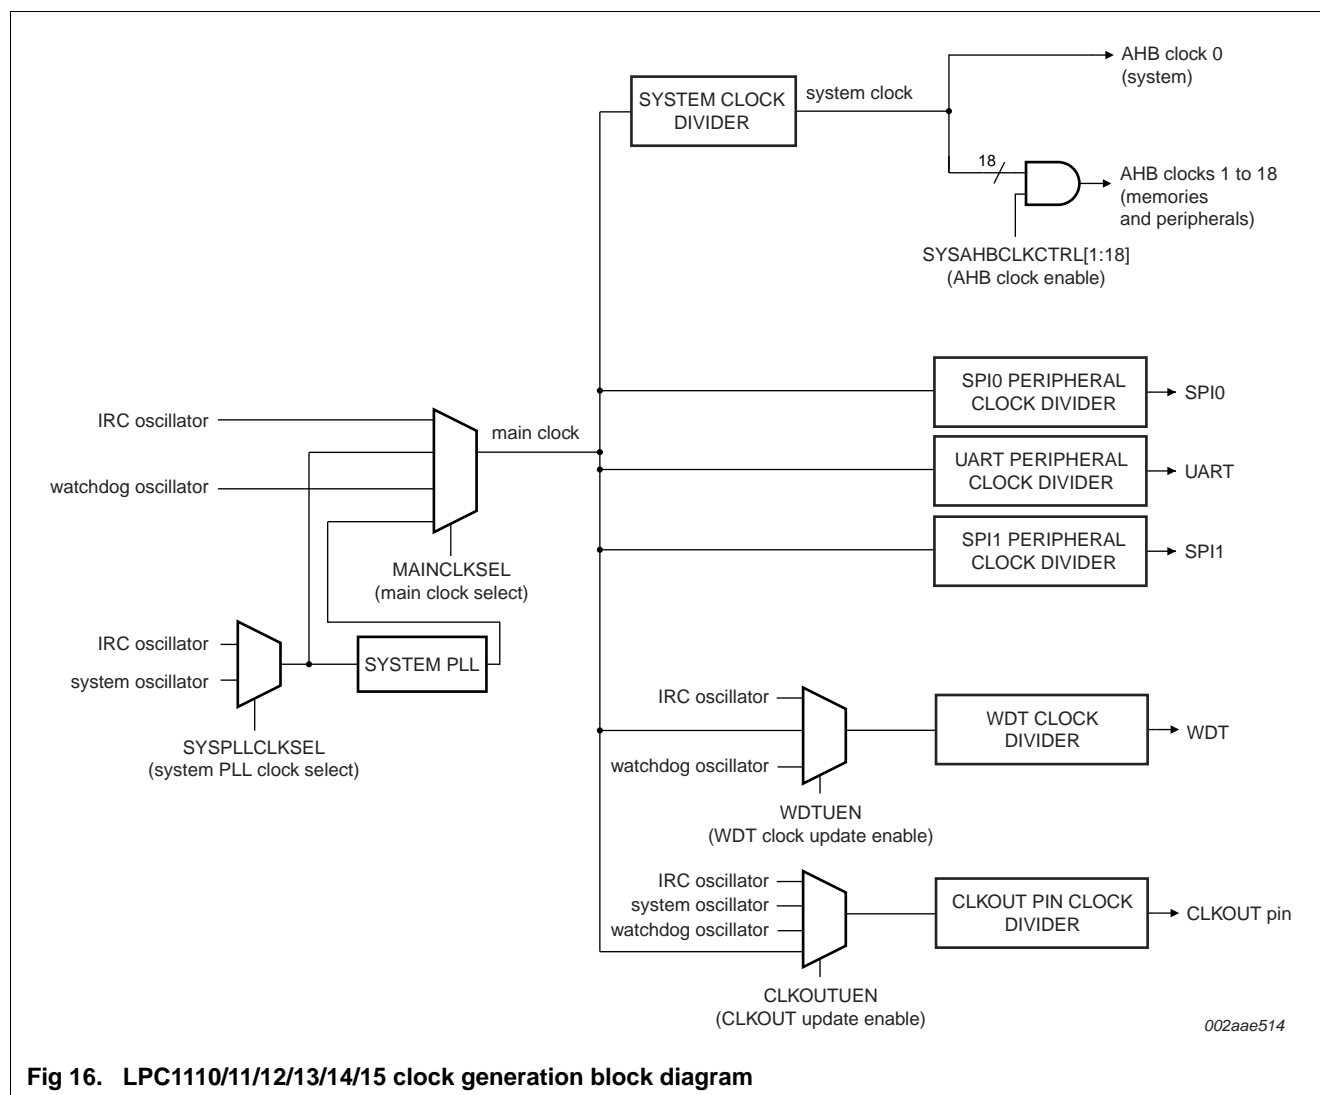 AHB clock 0
(system)
SYSTEM CLOCK
DIVIDER
system clock
18
AHB clocks 1 to 18
(memories
and peripherals)
SYSAHBCLKCTRL[1:18]
(AHB clock enable)
SPI0 PERIPHERAL
CLOCK DIVIDER
SPI0
IRC oscillator
main clock
UART PERIPHERAL
CLOCK DIVIDER
UART
watchdog oscillator
SPI1 PERIPHERAL
CLOCK DIVIDER
SPI1
MAINCLKSEL
(main clock select)
IRC oscillator
system oscillator
SYSTEM PLL
SYSPLLCLKSEL
(system PLL clock select)
IRC oscillator
watchdog oscillator
WDT CLOCK
DIVIDER
WDT
WDTUEN
(WDT clock update enable)
IRC oscillator
system oscillator
watchdog oscillator
CLKOUT PIN CLOCK
DIVIDER
CLKOUT pin
CLKOUTUEN
(CLKOUT update enable)
002aae514
Fig 16. LPC1110/11/12/13/14/15 clock generation block diagram